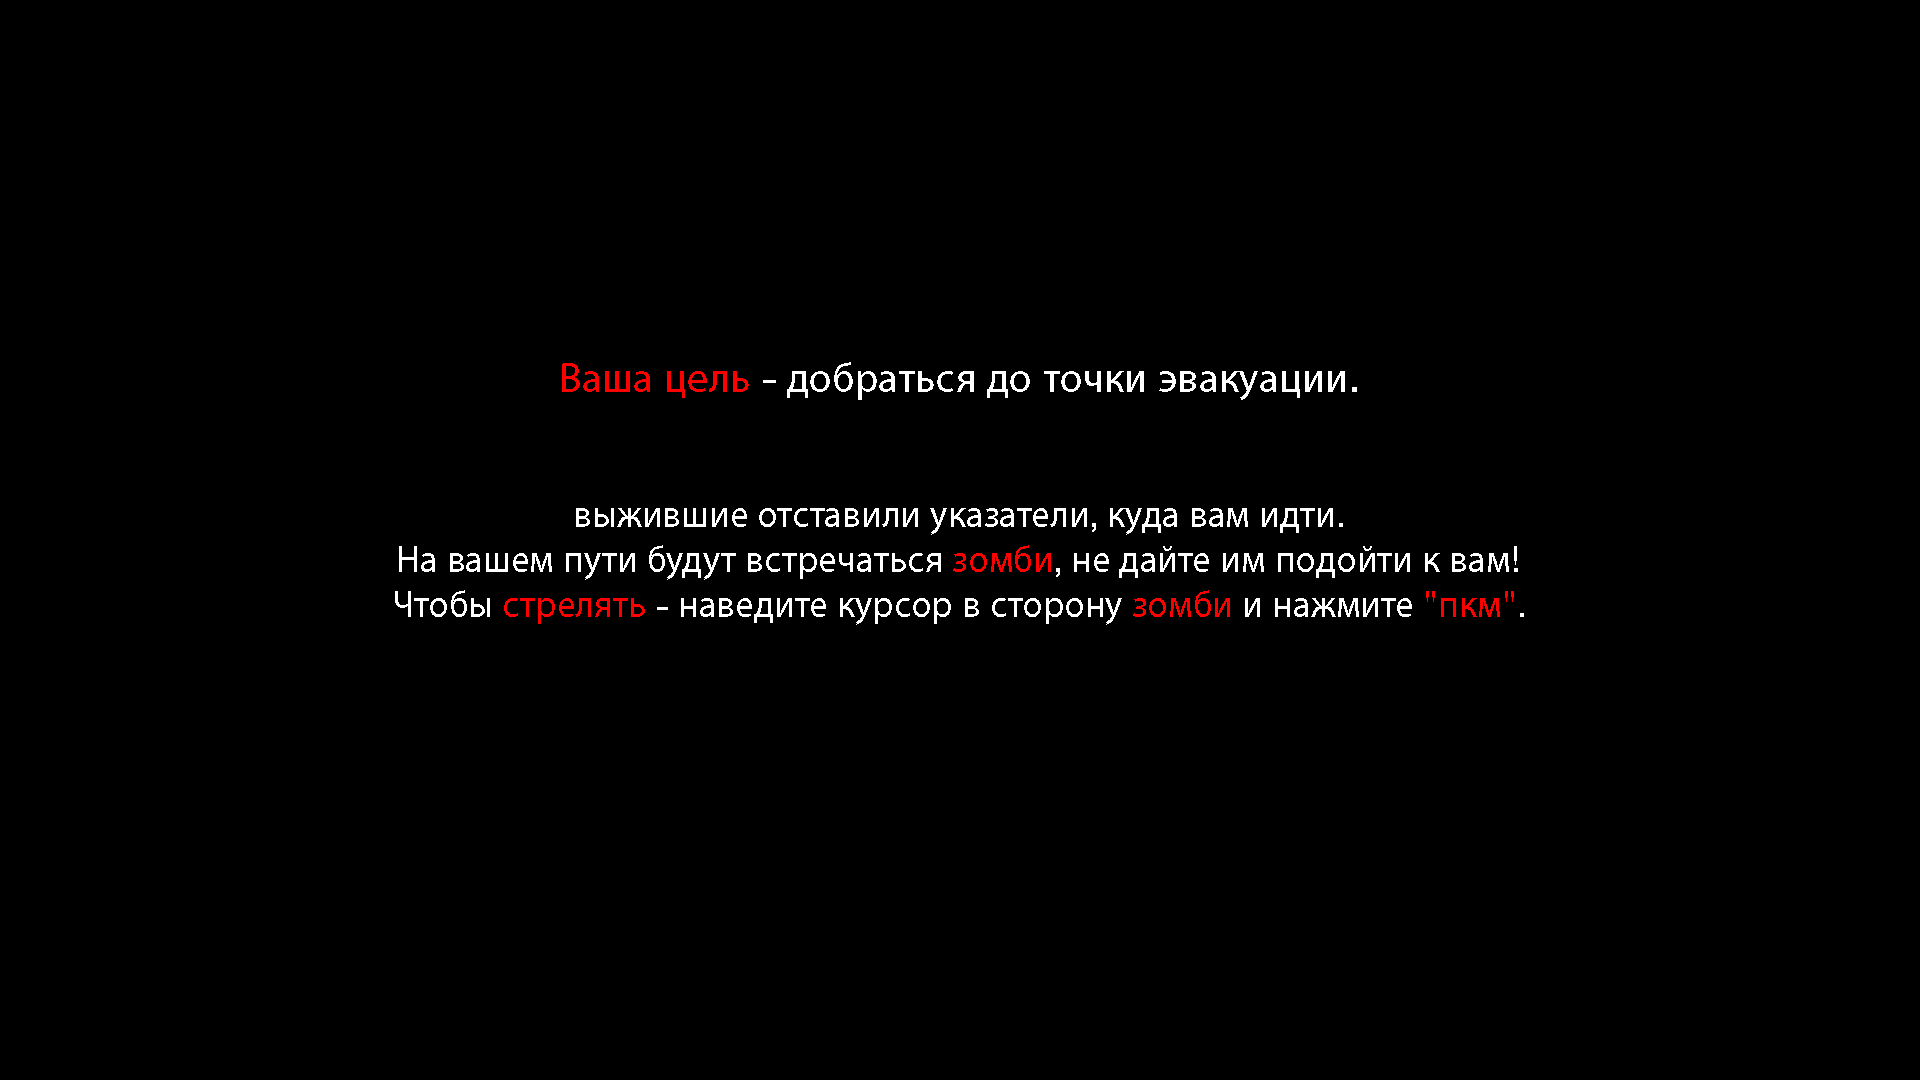 Ваша цель - добраться до точки эвакуации.
выжившие отставили указатели, куда вам идти.
На вашем пути будут встречаться зомби, не дайте им подойти к вам!
Чтобы стрелять - наведите курсор в сторону зомби и нажмите "пкм".